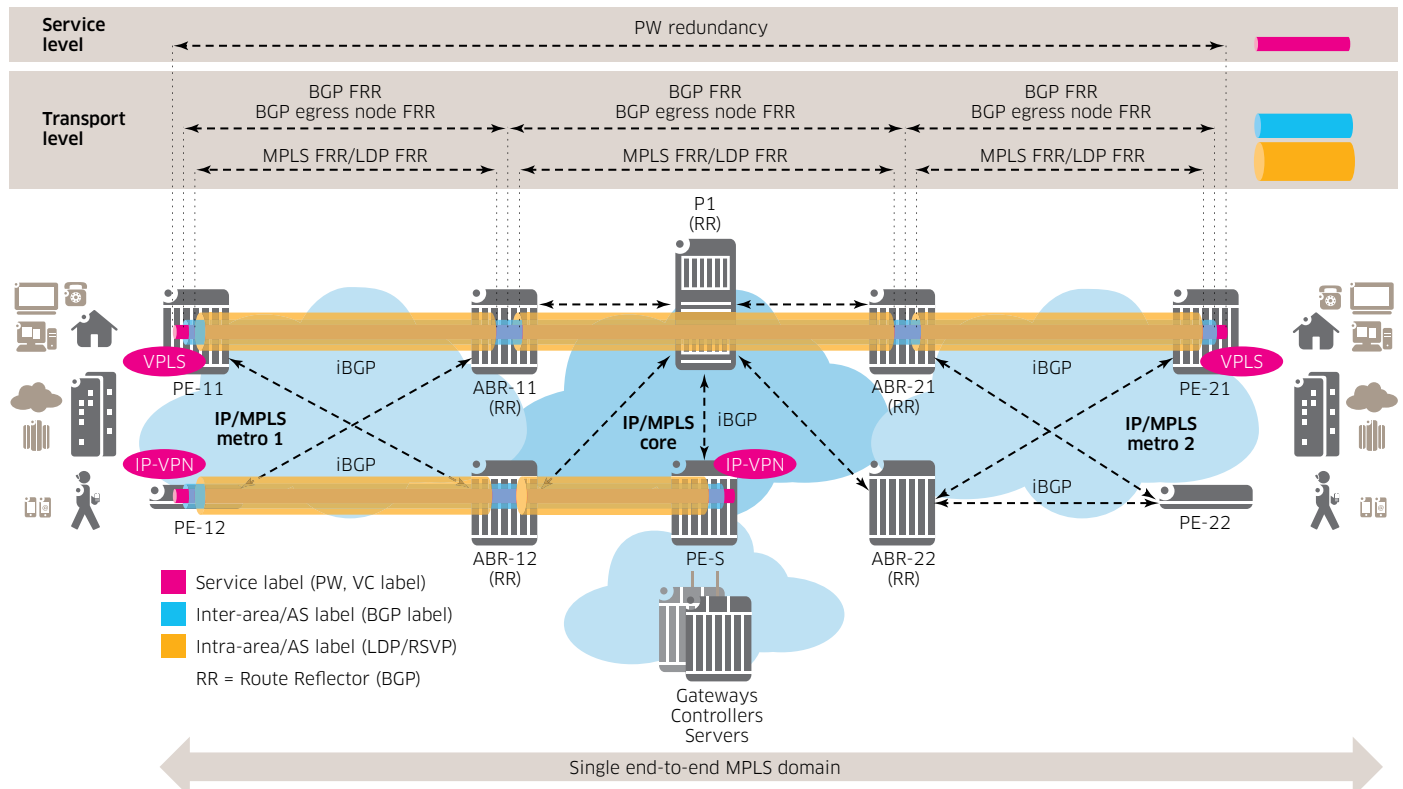 Service
level
PW redundancy
Transport
level
BGP FRR
BGP egress node FRR
BGP FRR
BGP egress node FRR
BGP FRR
BGP egress node FRR
MPLS FRR/LDP FRR
MPLS FRR/LDP FRR
MPLS FRR/LDP FRR
P1
(RR)
VPLS
PE-11
iBGP
ABR-11
(RR)
ABR-21
(RR)
iBGP
VPLS
PE-21
IP/MPLS
metro 1
IP/MPLS
core
iBGP
IP/MPLS
metro 2
IP-VPN
iBGP
IP-VPN
iBGP
PE-12
ABR-12
(RR)
PE-S
ABR-22
(RR)
PE-22
Service label (PW, VC label)
Inter-area/AS label (BGP label)
Intra-area/AS label (LDP/RSVP)
RR = Route Reflector (BGP)
Gateways
Controllers
Servers
Single end-to-end MPLS domain